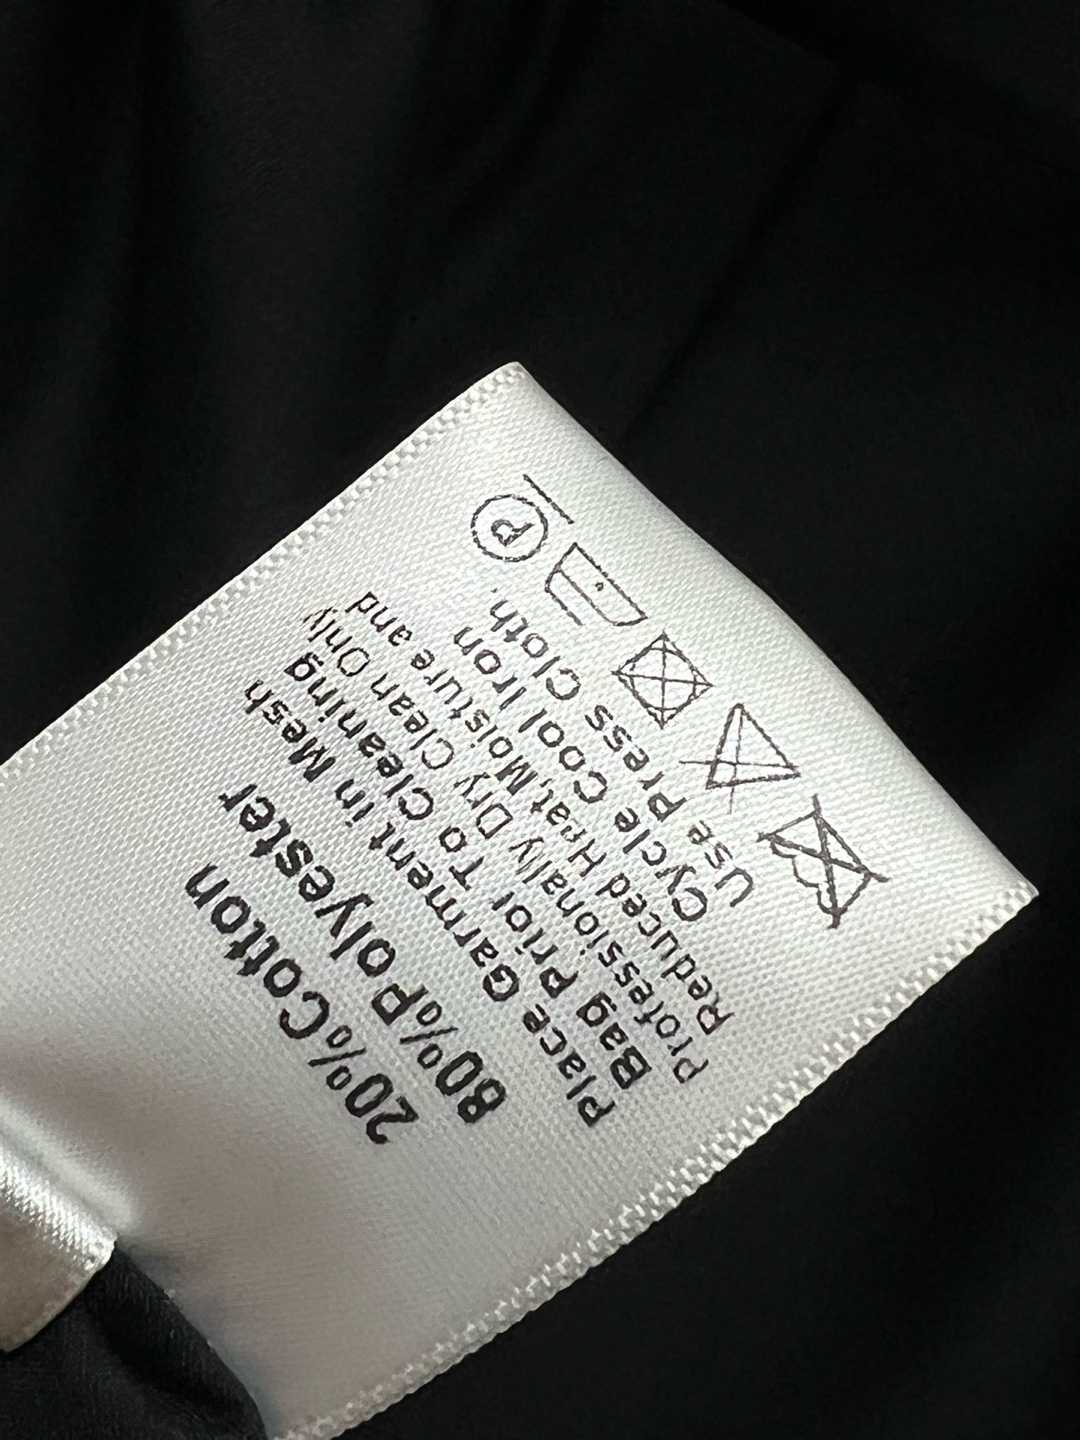 20%Cotton
80%Polyester
Place Garment in Mesh
Bag Prior To Cleaning
Professionally Dry Clean Only
Reduced Heat,Moisture and
Cycle Cool Iron
Use Press Cloth.
P